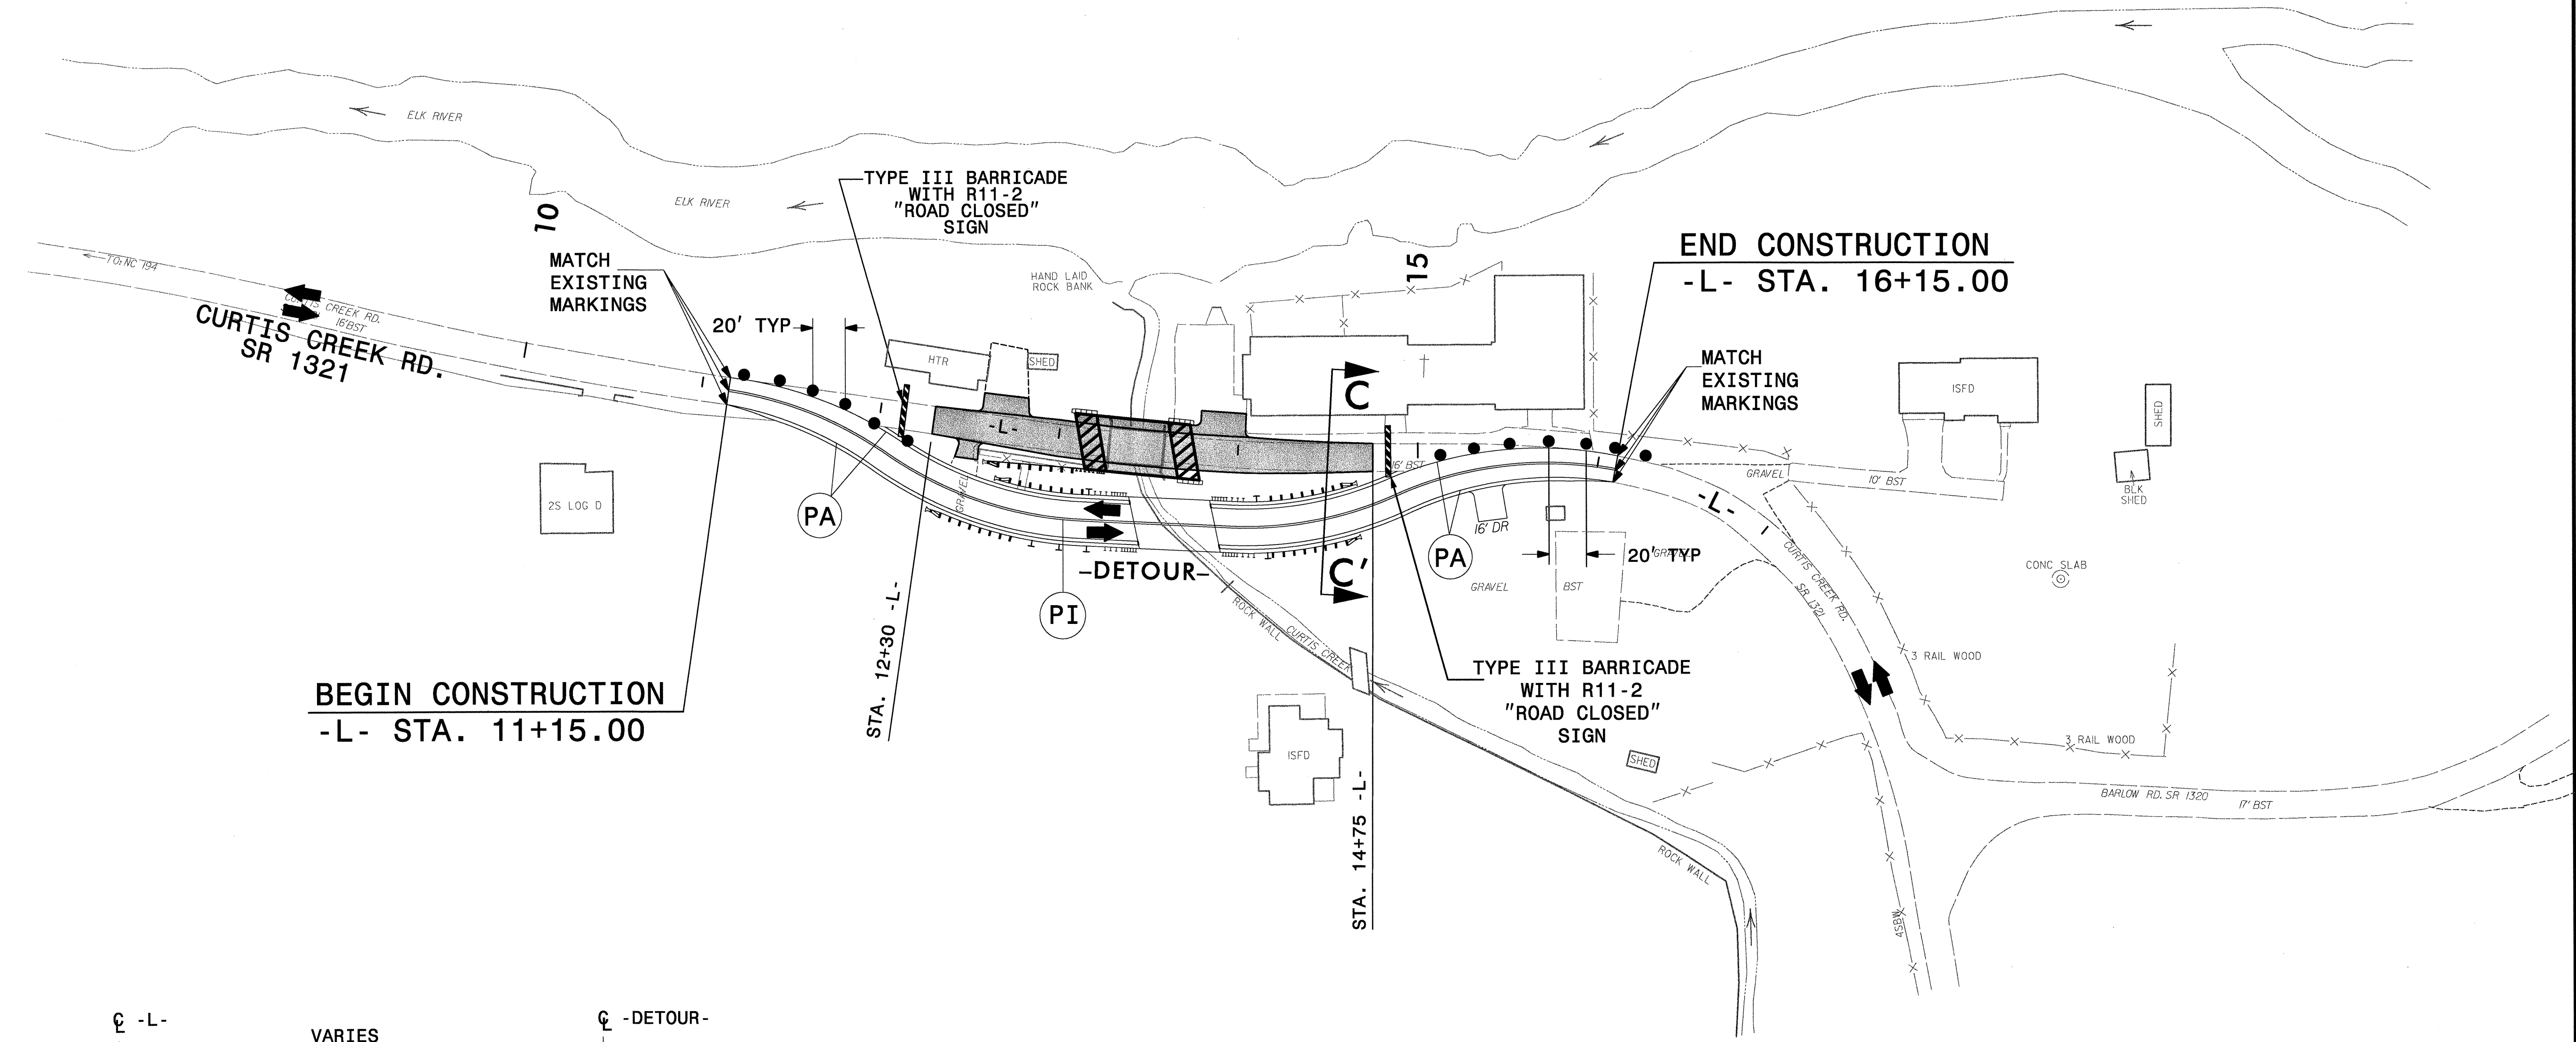 ELK RIVER
ELK RIVER
10
TYPE III BARRICADE
WITH R11-2
"ROAD CLOSED"
SIGN
15
END CONSTRUCTION
-L- STA. 16+15.00
TO: NC 194
MATCH
EXISTING
MARKINGS
HAND LAID
ROCK BANK
CURTIS CREEK RD.
16' BST
CURTIS CREEK RD.
SR 1321
20' TYP
HTR
SHED
C
MATCH
EXISTING
MARKINGS
ISFD
SHED
-L-
16' BST
GRAVEL
10' BST
BLK
SHED
2S LOG D
PA
GRAVEL
-L-
16' DR
PA
20' TYP
GRAVEL
-DETOUR-
C'
GRAVEL
BST
CURTIS CREEK RD.
SR 1321
CONC SLAB
PI
STA. 12+30 -L-
ROCK WALL
CURTIS CREEK
3 RAIL WOOD
TYPE III BARRICADE
WITH R11-2
"ROAD CLOSED"
SIGN
BEGIN CONSTRUCTION
-L- STA. 11+15.00
ISFD
SHED
3 RAIL WOOD
STA. 14+75 -L-
BARLOW RD. SR 1320
17' BST
ROCK WALL
4SBW
℄ -L-
VARIES
℄ -DETOUR-